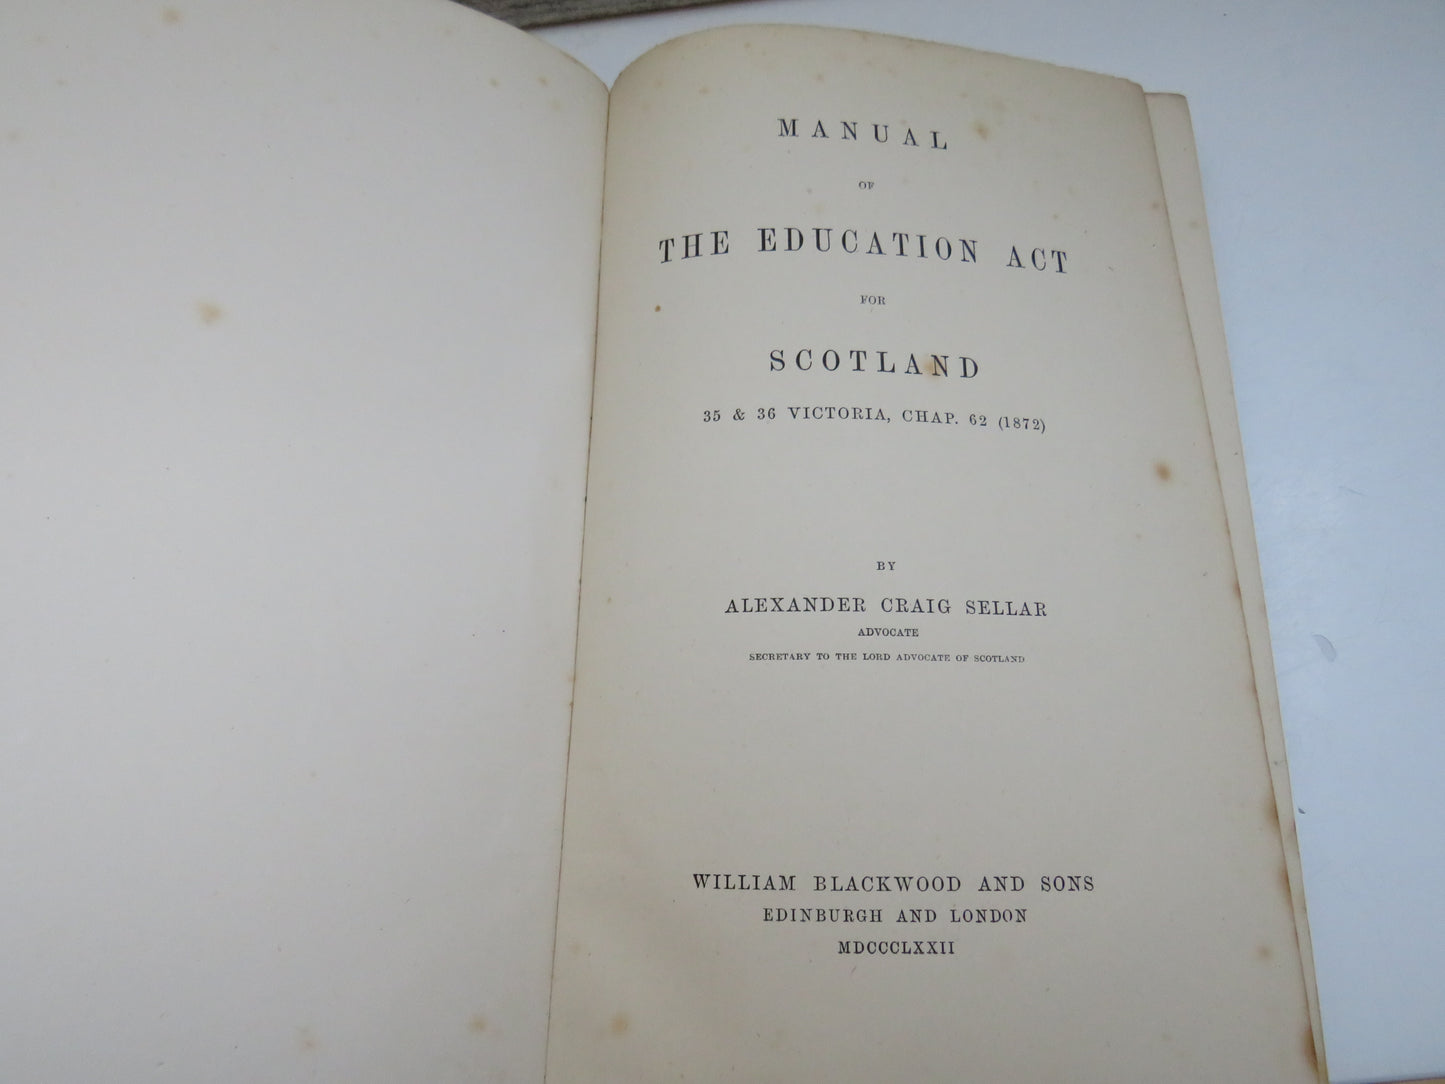 MANUAL
OF
THE EDUCATION ACT
FOR
SCOTLAND
35 & 36 VICTORIA, CHAP. 62 (1872)
BY
ALEXANDER CRAIG SELLAR
ADVOCATE
SECRETARY TO THE LORD ADVOCATE OF SCOTLAND
WILLIAM BLACKWOOD AND SONS
EDINBURGH AND LONDON
MDCCCLXXII